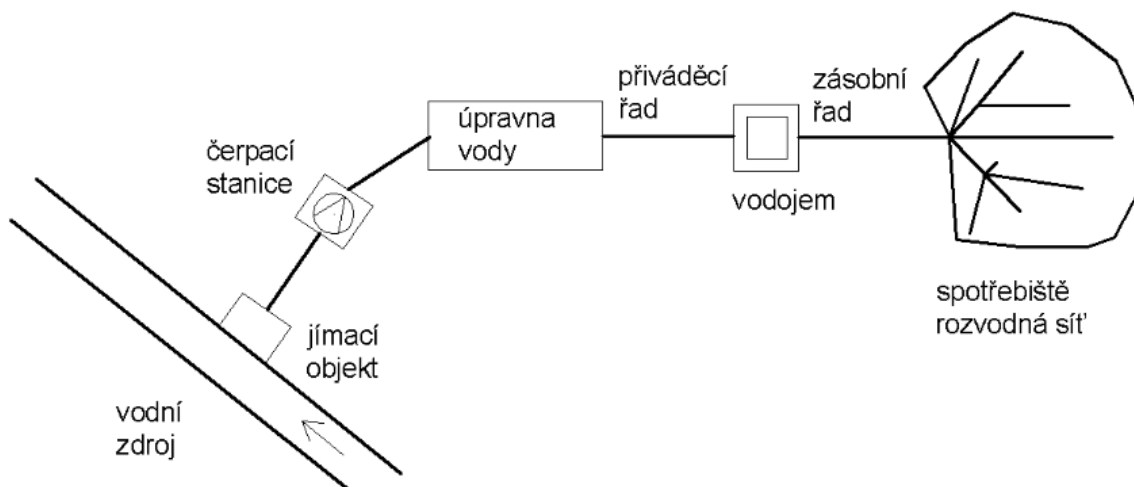 přiváděcí
řad
zásobní
řad
úpravna
vody
čerpací
stanice
vodojem
spotřebiště
rozvodná síť
jímací
objekt
vodní
zdroj